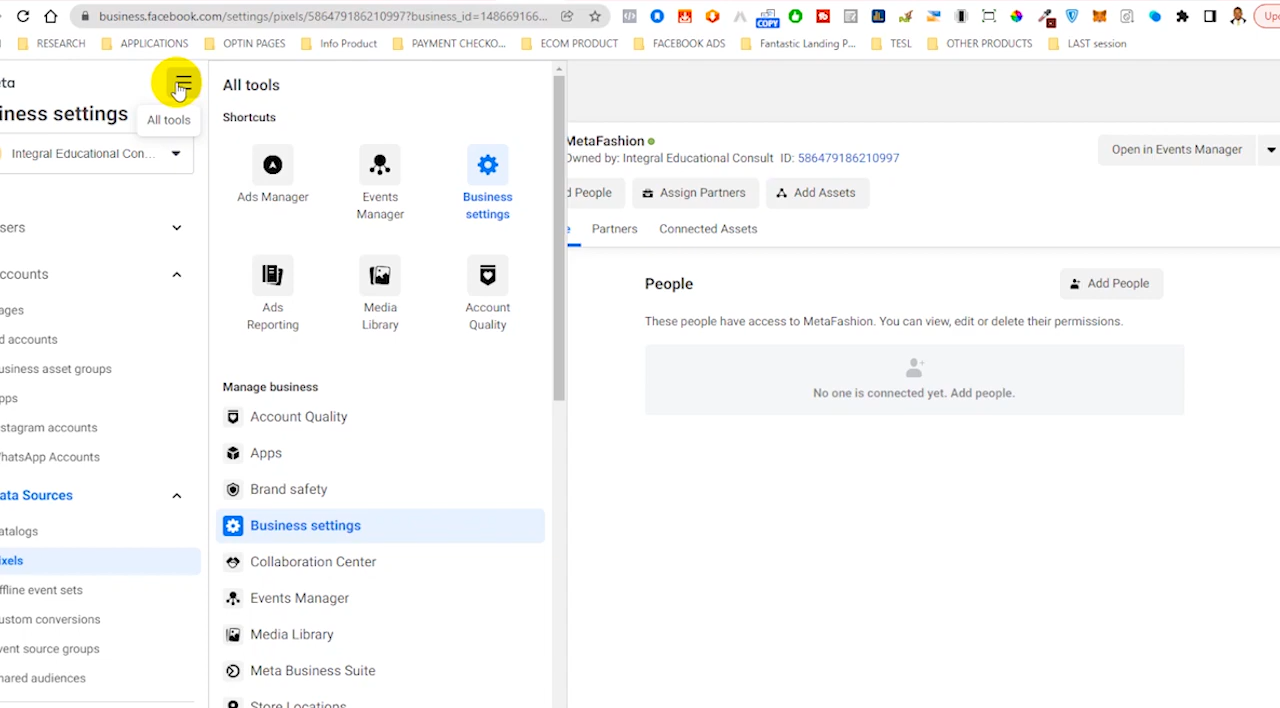 business.facebook.com/settings/pixels/586479186210997?business_id=148669166...
COPY
Upd
RESEARCH
APPLICATIONS
OPTIN PAGES
Info Product
PAYMENT CHECKO...
ECOM PRODUCT
FACEBOOK ADS
Fantastic Landing P...
TESL
OTHER PRODUCTS
LAST session
ta
iness settings
All tools
Integral Educational Con...
sers
ccounts
ages
d accounts
usiness asset groups
pps
stagram accounts
hatsApp Accounts
ata Sources
atalogs
ixels
ffline event sets
ustom conversions
vent source groups
hared audiences
All tools
Shortcuts
Ads Manager
Events
Manager
Business
settings
Ads
Reporting
Media
Library
Account
Quality
Manage business
Account Quality
Apps
Brand safety
Business settings
Collaboration Center
Events Manager
Media Library
Meta Business Suite
Store Locations
MetaFashion
Owned by: Integral Educational Consult ID: 586479186210997
Open in Events Manager
d People
Assign Partners
Add Assets
e
Partners
Connected Assets
People
Add People
These people have access to MetaFashion. You can view, edit or delete their permissions.
No one is connected yet. Add people.